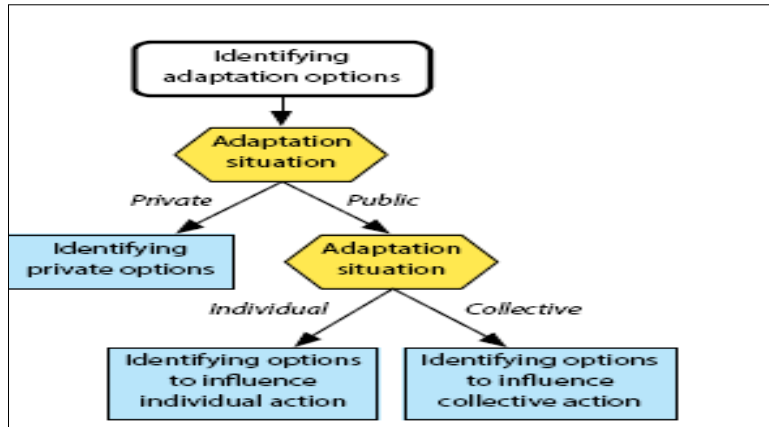 Identifying
adaptation options
Adaptation
situation
Private
Public
Identifying
private options
Adaptation
situation
Individual
Collective
Identifying options
to influence
individual action
Identifying options
to influence
collective action